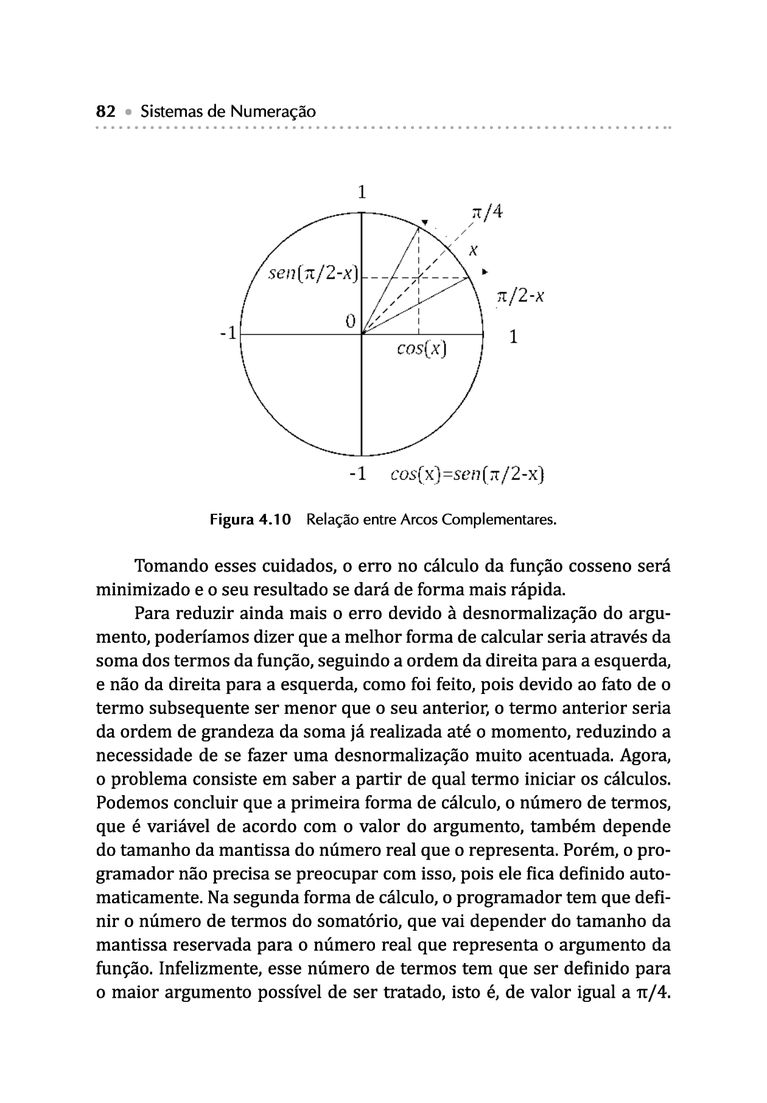 82 • Sistemas de Numeração
1
π/4
x
sen(π/2-x)
π/2-x
0
-1
1
cos(x)
-1
cos(x)=sen(π/2-x)
Figura 4.10 Relação entre Arcos Complementares.
Tomando esses cuidados, o erro no cálculo da função cosseno será
minimizado e o seu resultado se dará de forma mais rápida.
Para reduzir ainda mais o erro devido à desnormalização do argu-
mento, poderíamos dizer que a melhor forma de calcular seria através da
soma dos termos da função, seguindo a ordem da direita para a esquerda,
e não da direita para a esquerda, como foi feito, pois devido ao fato de o
termo subsequente ser menor que o seu anterior, o termo anterior seria
da ordem de grandeza da soma já realizada até o momento, reduzindo a
necessidade de se fazer uma desnormalização muito acentuada. Agora,
o problema consiste em saber a partir de qual termo iniciar os cálculos.
Podemos concluir que a primeira forma de cálculo, o número de termos,
que é variável de acordo com o valor do argumento, também depende
do tamanho da mantissa do número real que o representa. Porém, o pro-
gramador não precisa se preocupar com isso, pois ele fica definido auto-
maticamente. Na segunda forma de cálculo, o programador tem que defi-
nir o número de termos do somatório, que vai depender do tamanho da
mantissa reservada para o número real que representa o argumento da
função. Infelizmente, esse número de termos tem que ser definido para
o maior argumento possível de ser tratado, isto é, de valor igual a π/4.